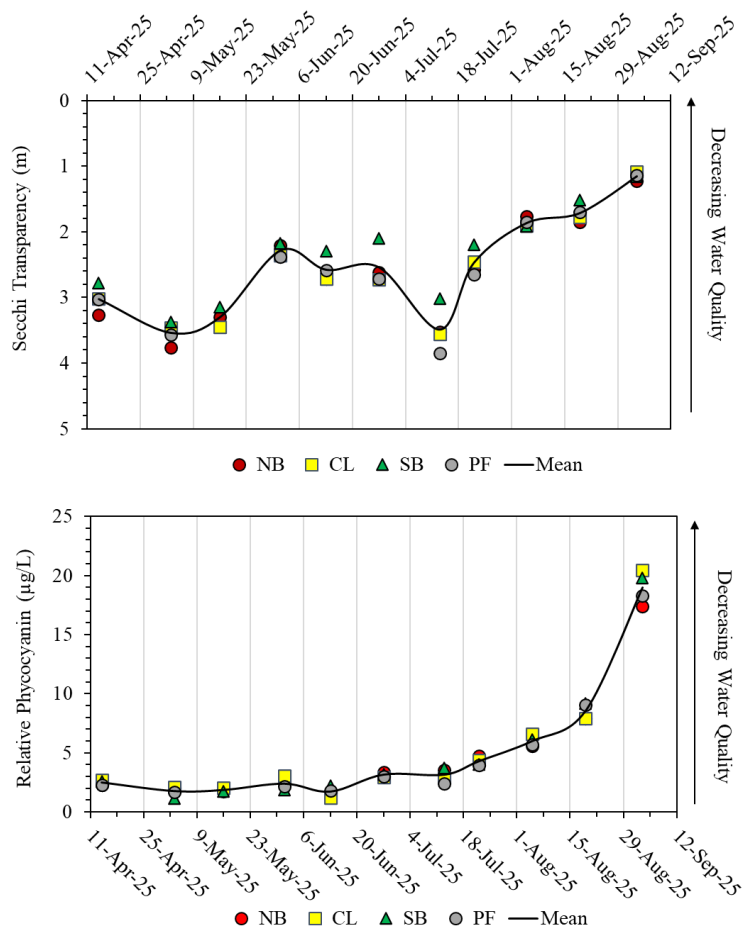 11-Apr-25
25-Apr-25
9-May-25
23-May-25
6-Jun-25
20-Jun-25
4-Jul-25
18-Jul-25
1-Aug-25
15-Aug-25
29-Aug-25
12-Sep-25
0
1
2
3
4
5
Secchi Transparency (m)
Decreasing Water Quality
NB CL SB PF Mean
25
20
15
10
5
0
Relative Phycocyanin (µg/L)
Decreasing Water Quality
11-Apr-25
25-Apr-25
9-May-25
23-May-25
6-Jun-25
20-Jun-25
4-Jul-25
18-Jul-25
1-Aug-25
15-Aug-25
29-Aug-25
12-Sep-25
NB CL SB PF Mean